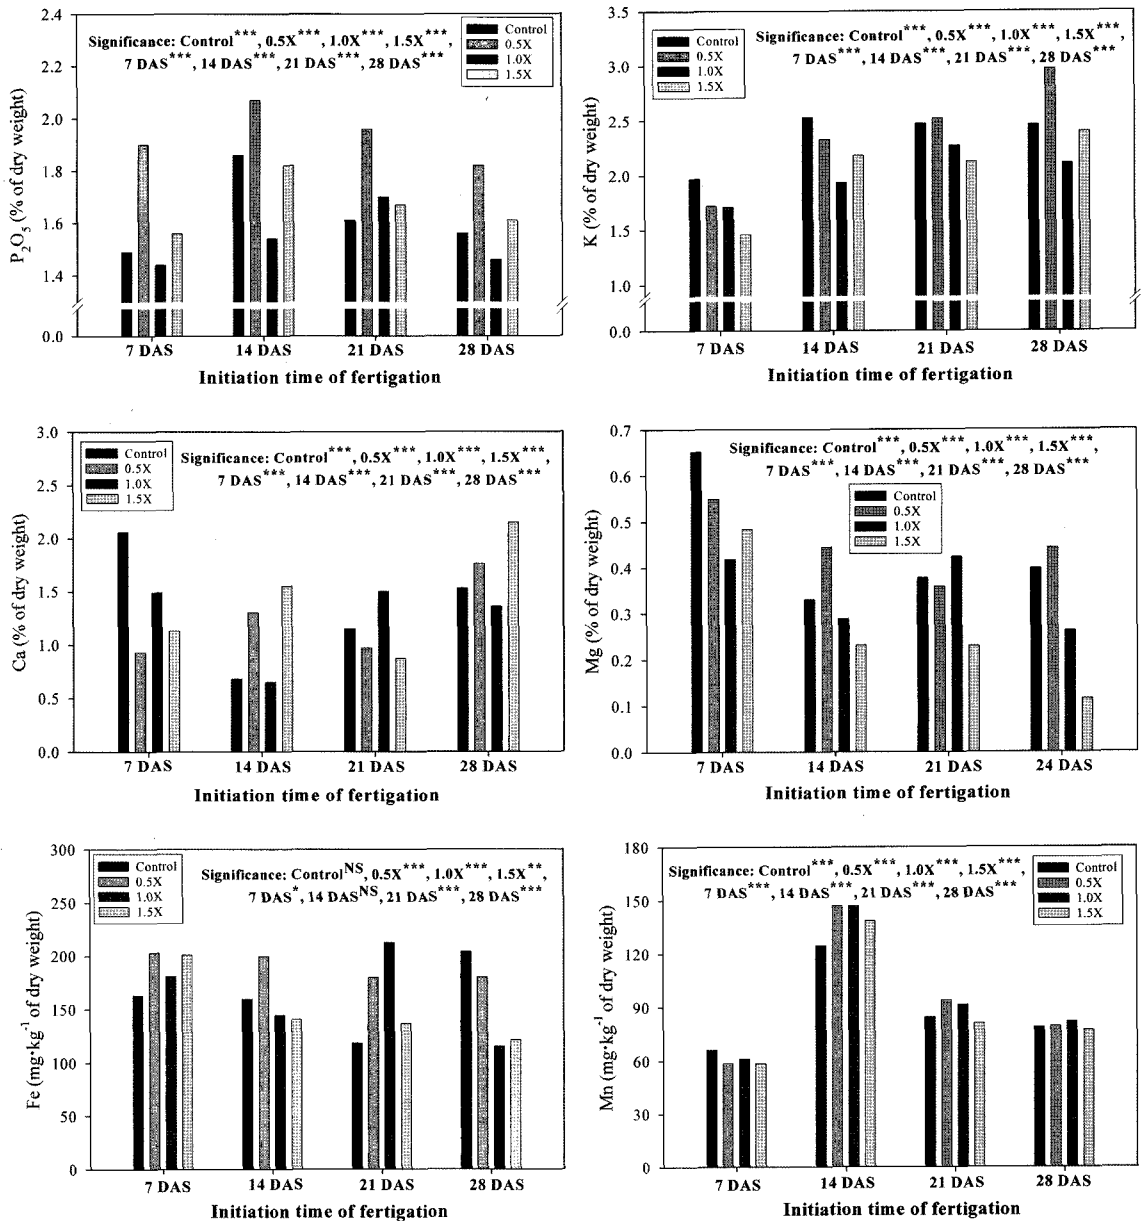 Significance: Control***, 0.5X***, 1.0X***, 1.5X***,
7 DAS***, 14 DAS***, 21 DAS***, 28 DAS***
Control
0.5X
1.0X
1.5X
P2O5 (% of dry weight)
2.4
2.2
2.0
1.8
1.6
1.4
0.0
7 DAS 14 DAS 21 DAS 28 DAS
Initiation time of fertigation
Significance: Control***, 0.5X***, 1.0X***, 1.5X***,
7 DAS***, 14 DAS***, 21 DAS***, 28 DAS***
Control
0.5X
1.0X
1.5X
K (% of dry weight)
3.5
3.0
2.5
2.0
1.5
1.0
0.0
7 DAS 14 DAS 21 DAS 28 DAS
Initiation time of fertigation
Significance: Control***, 0.5X***, 1.0X***, 1.5X***,
7 DAS***, 14 DAS***, 21 DAS***, 28 DAS***
Control
0.5X
1.0X
1.5X
Ca (% of dry weight)
3.0
2.5
2.0
1.5
1.0
0.5
0.0
7 DAS 14 DAS 21 DAS 28 DAS
Initiation time of fertigation
Significance: Control***, 0.5X***, 1.0X***, 1.5X***,
7 DAS***, 14 DAS***, 21 DAS***, 28 DAS***
Control
0.5X
1.0X
1.5X
Mg (% of dry weight)
0.7
0.6
0.5
0.4
0.3
0.2
0.1
0.0
7 DAS 14 DAS 21 DAS 24 DAS
Initiation time of fertigation
Significance: Control^NS, 0.5X***, 1.0X***, 1.5X**,
7 DAS*, 14 DAS^NS, 21 DAS***, 28 DAS***
Control
0.5X
1.0X
1.5X
Fe (mg·kg-1 of dry weight)
300
250
200
150
100
50
0
7 DAS 14 DAS 21 DAS 28 DAS
Initiation time of fertigation
Significance: Control***, 0.5X***, 1.0X***, 1.5X***,
7 DAS***, 14 DAS***, 21 DAS***, 28 DAS***
Control
0.5X
1.0X
1.5X
Mn (mg·kg-1 of dry weight)
180
150
120
90
60
30
0
7 DAS 14 DAS 21 DAS 28 DAS
Initiation time of fertigation